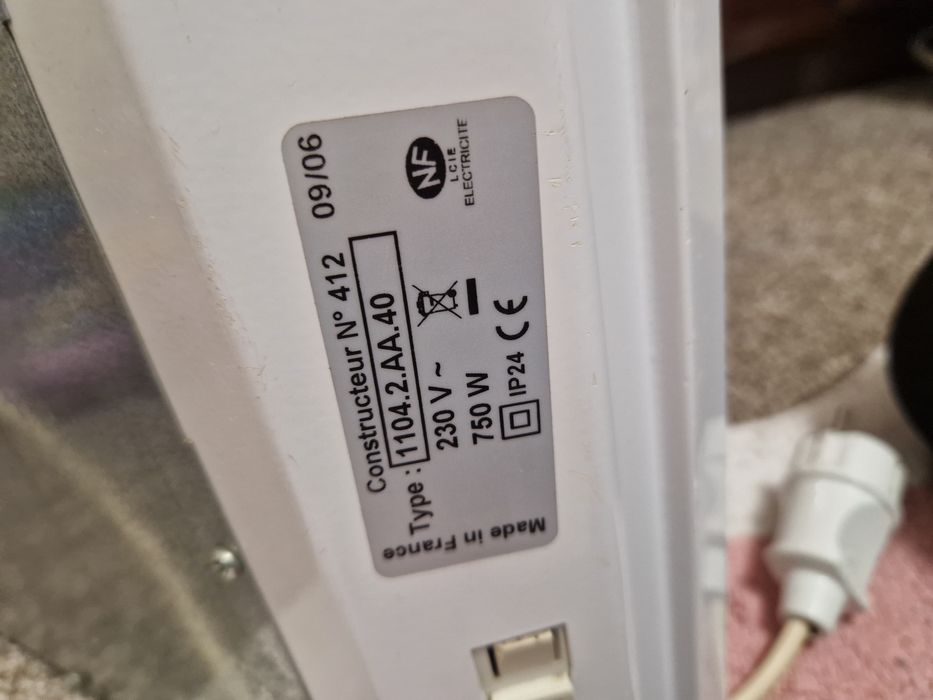 Constructeur N° 412 09/06
Type : 1104.2.AA.40
230 V ~
750 W
IP24 CE
NF
LCIE
ELECTRICITE
Made in France